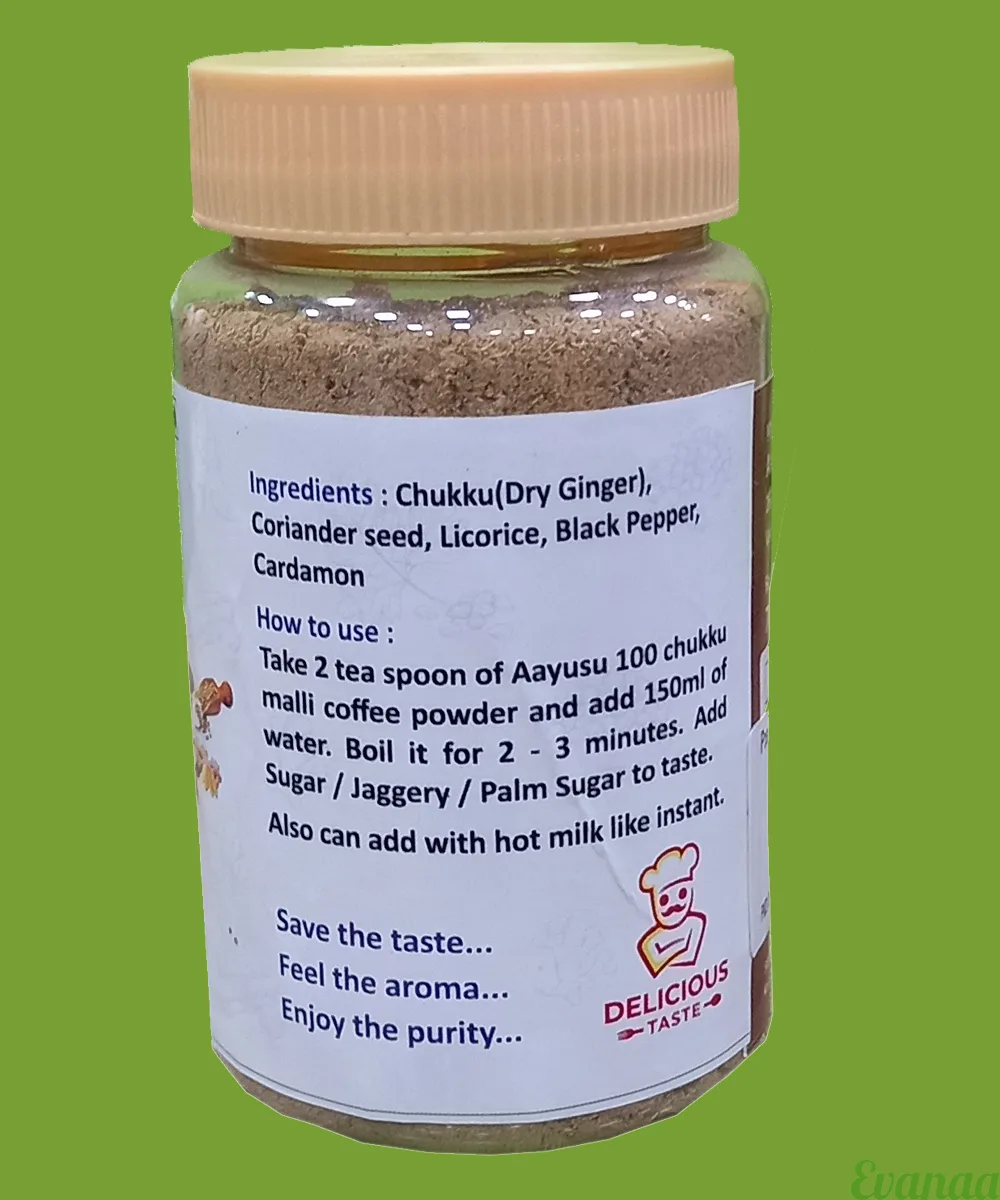 Ingredients : Chukku(Dry Ginger),
Coriander seed, Licorice, Black Pepper,
Cardamon
How to use :
Take 2 tea spoon of Aayusu 100 chukku
malli coffee powder and add 150ml of
water. Boil it for 2 - 3 minutes. Add
Sugar / Jaggery / Palm Sugar to taste.
Also can add with hot milk like instant.
Save the taste...
Feel the aroma...
Enjoy the purity...
DELICIOUS
TASTE
Evanaa